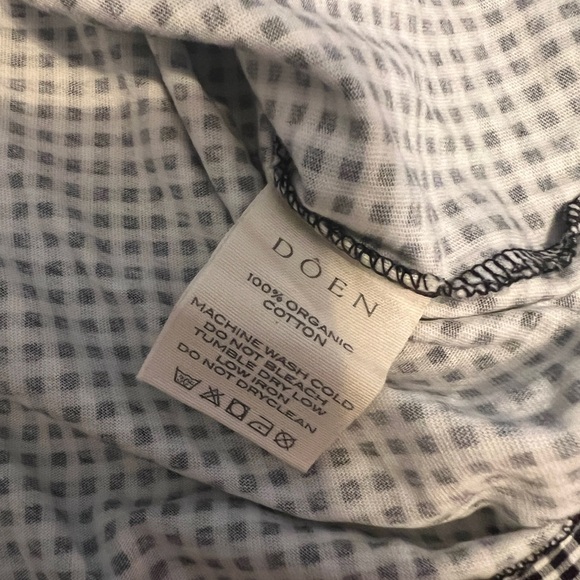 DÔEN
100% ORGANIC
COTTON
MACHINE WASH COLD
DO NOT BLEACH
TUMBLE DRY LOW
LOW IRON
DO NOT DRYCLEAN